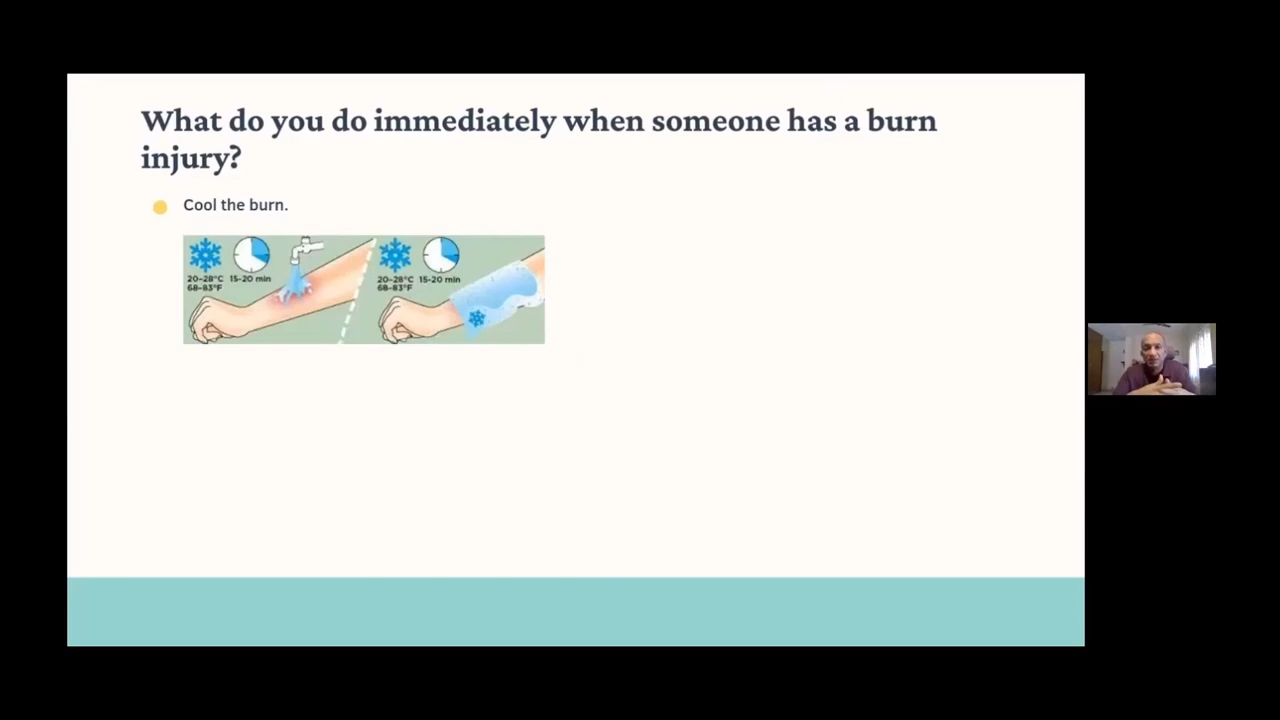 What do you do immediately when someone has a burn
injury?
Cool the burn.
20-28°C 15-20 min
68-83°F
20-28°C 15-20 min
68-83°F